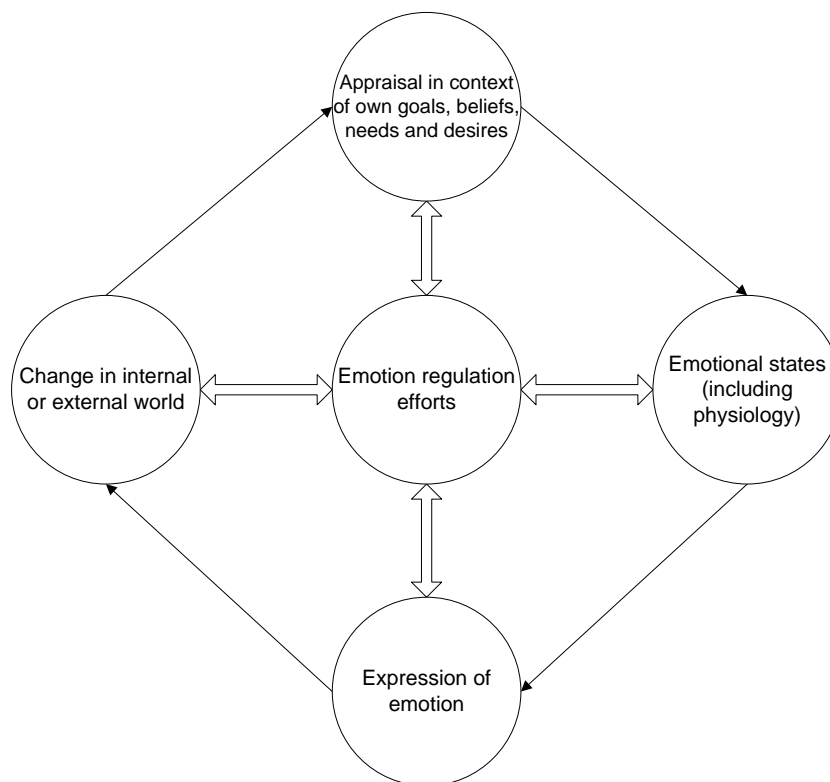 Appraisal in context
of own goals, beliefs,
needs and desires
Change in internal
or external world
Emotion regulation
efforts
Emotional states
(including
physiology)
Expression of
emotion